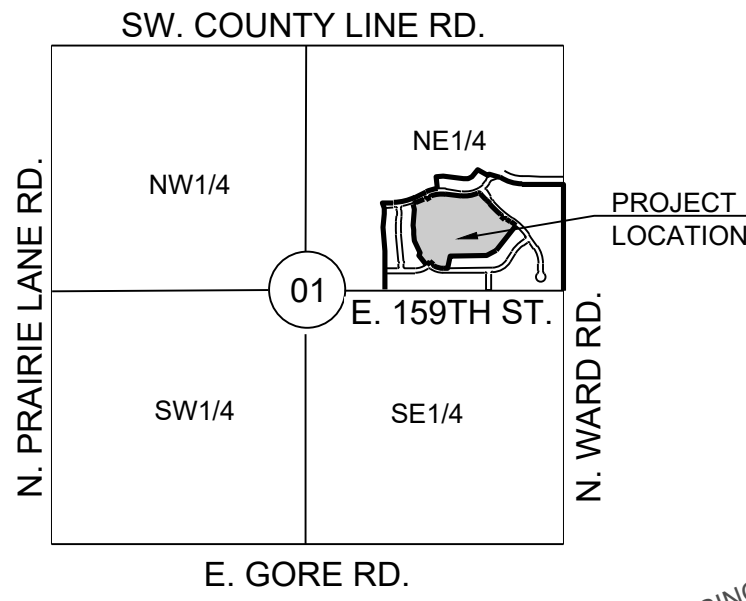 SW. COUNTY LINE RD.
NE1/4
NW1/4
PROJECT
LOCATION
N. PRAIRIE LANE RD.
01
E. 159TH ST.
N. WARD RD.
SW1/4
SE1/4
E. GORE RD.